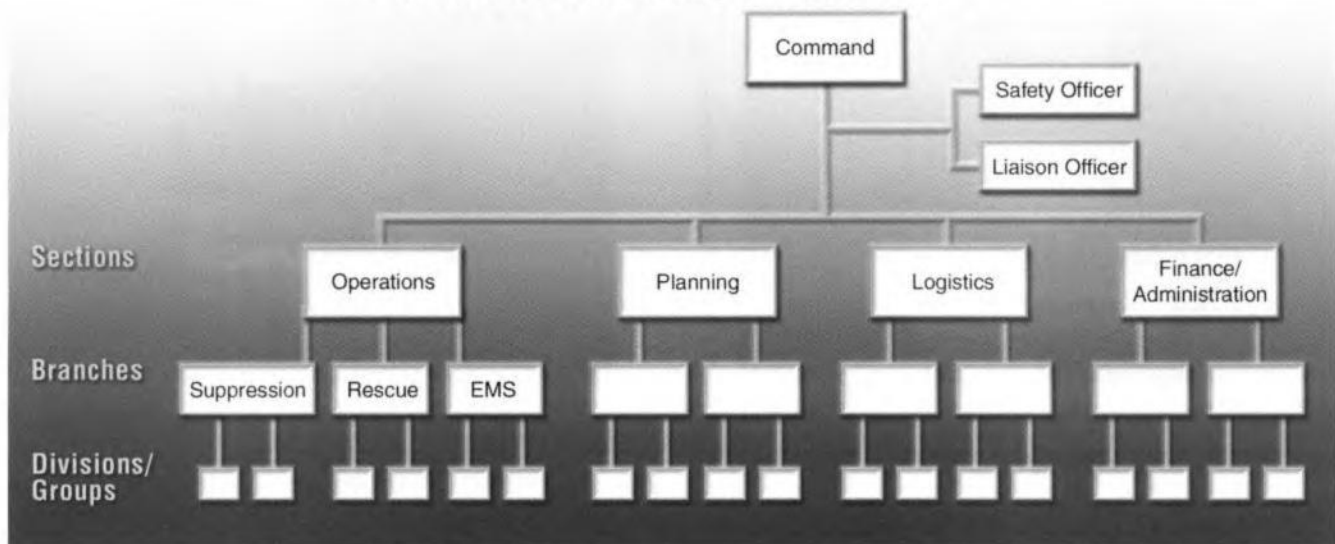 Command
Safety Officer
Liaison Officer
Sections
Operations
Planning
Logistics
Finance/
Administration
Branches
Suppression
Rescue
EMS
Divisions/
Groups